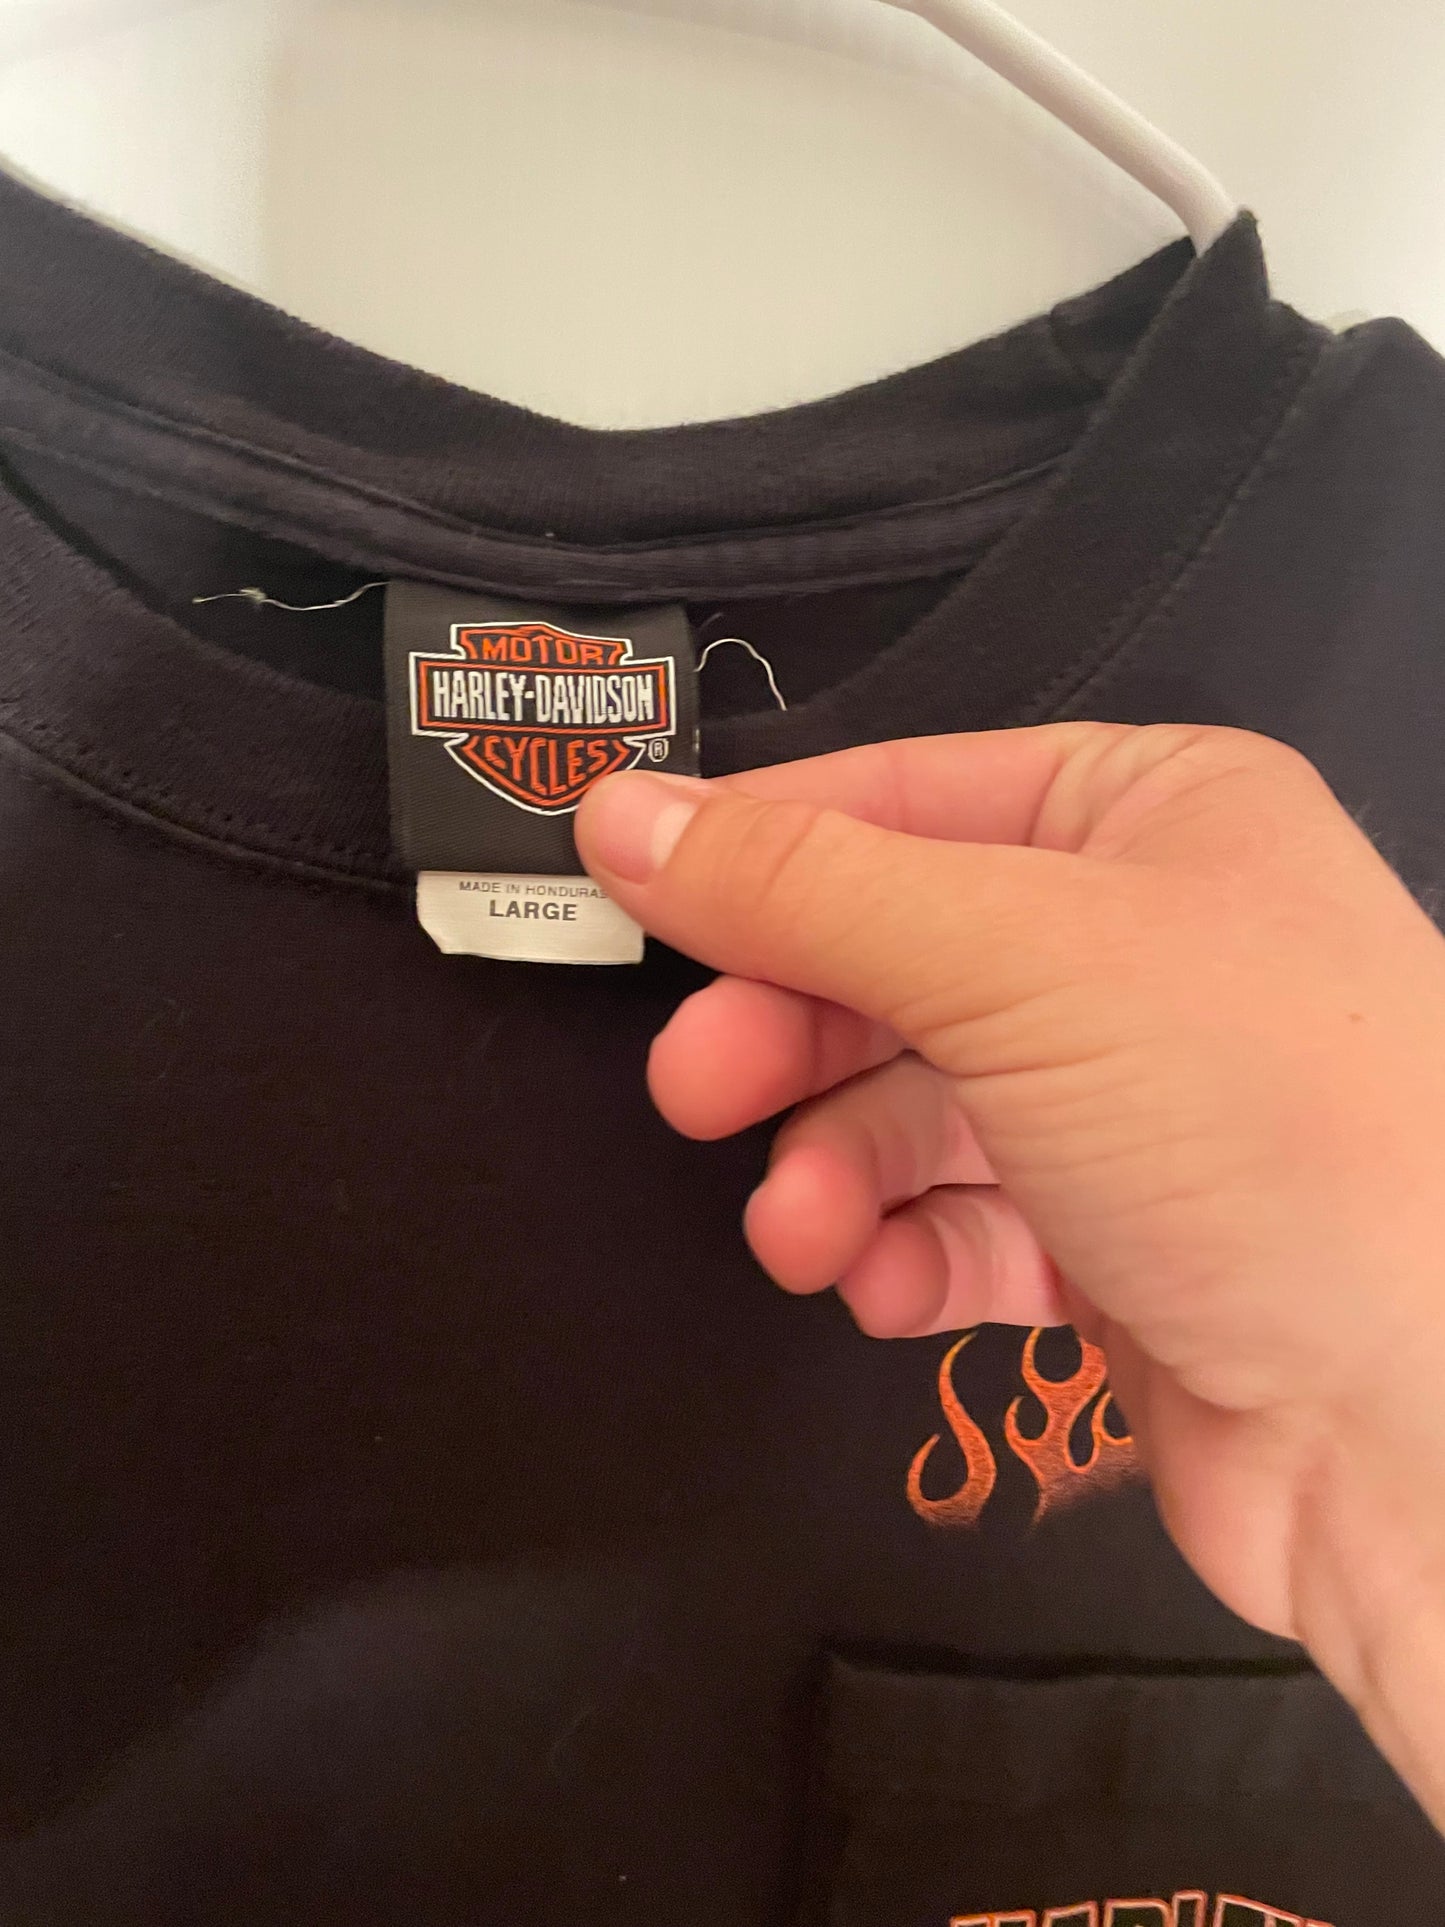 MOTOR
HARLEY-DAVIDSON
CYCLES
®
MADE IN HONDURAS
LARGE